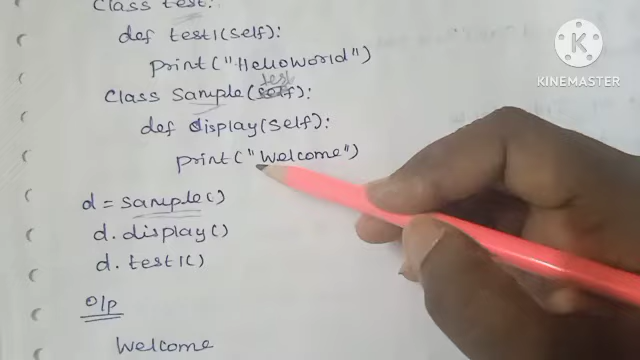 Class test:
def test1(self):
print("HelloWorld")
Class Sample(test):
def display(self):
print("Welcome")
d = sample()
d. display()
d. test1()
O/p
Welcome
KINEMASTER